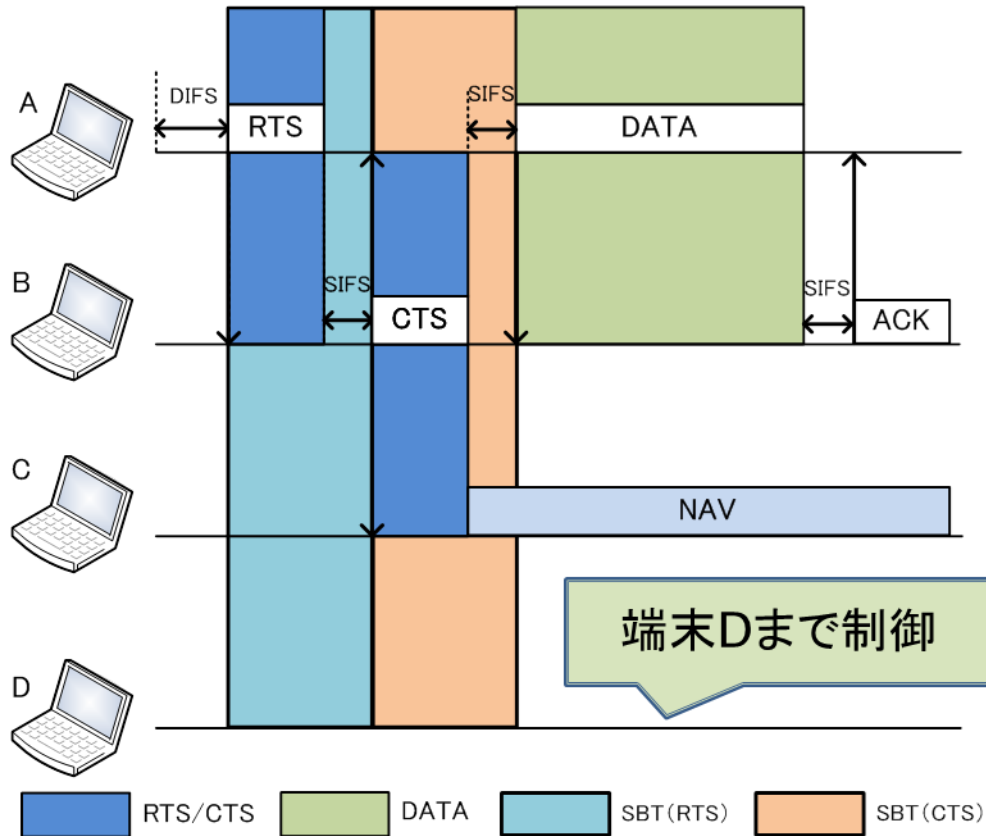 A
DIFS
RTS
SIFS
DATA
B
SIFS
CTS
SIFS
ACK
C
NAV
端末Dまで制御
D
RTS/CTS
DATA
SBT(RTS)
SBT(CTS)